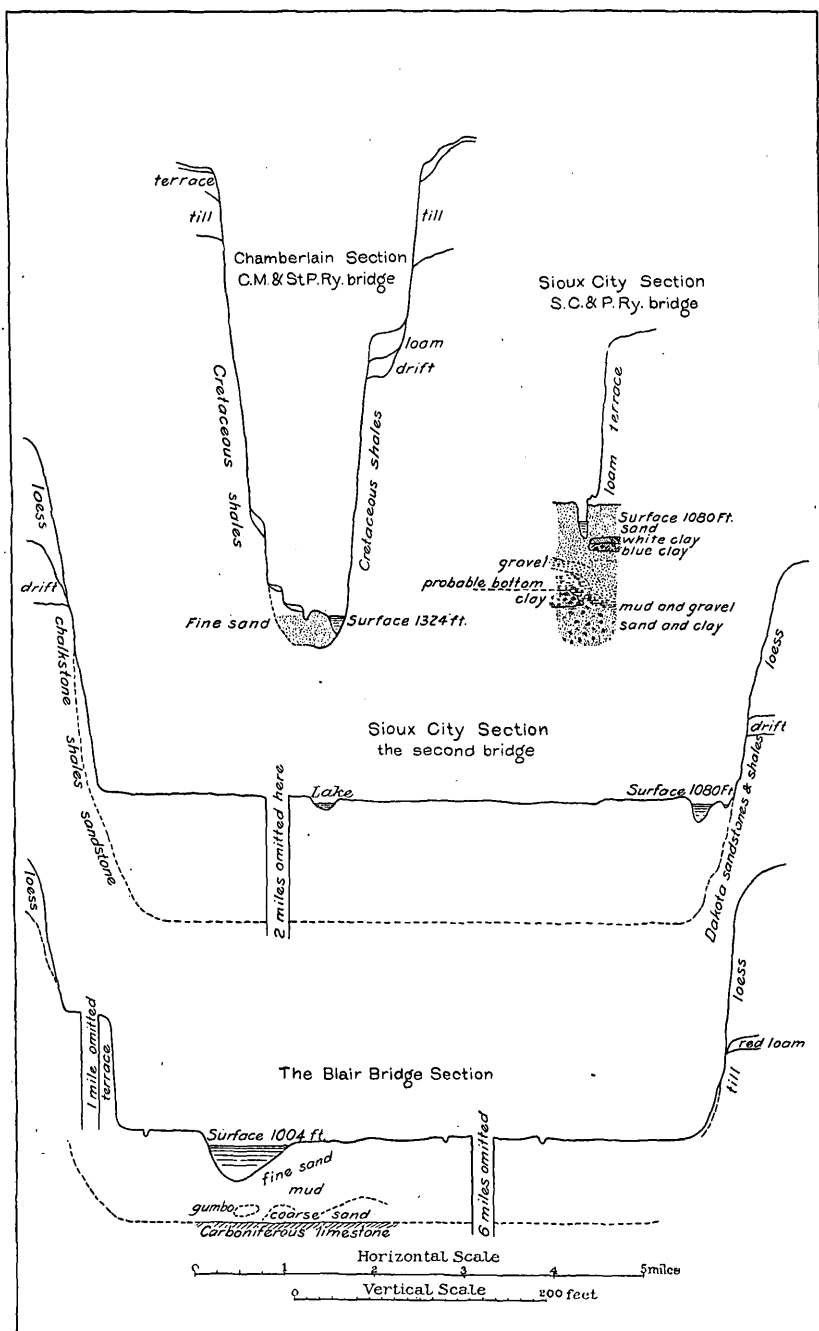 terrace
till
till
Chamberlain Section
C.M.& St.P.Ry. bridge
loam
drift
Cretaceous shales
Cretaceous shales
Fine sand
Surface 1324 ft.
Sioux City Section
S.C.& P. Ry. bridge
loam terrace
Surface 1080 Ft.
sand
white clay
blue clay
gravel
probable bottom
clay
mud and gravel
sand and clay
loess
drift
chalkstone
shales
sandstone
Sioux City Section
the second bridge
2 miles omitted here
Lake
Surface 1080 Ft.
loess
drift
Dakota sandstones & shales
loess
1 mile omitted
terrace
The Blair Bridge Section
Surface 1004 ft.
fine sand
mud
gumbo
coarse sand
Carboniferous limestone
6 miles omitted
loess
red loam
till
Horizontal Scale
0 1 2 3 4 5 miles
Vertical Scale
0 200 feet